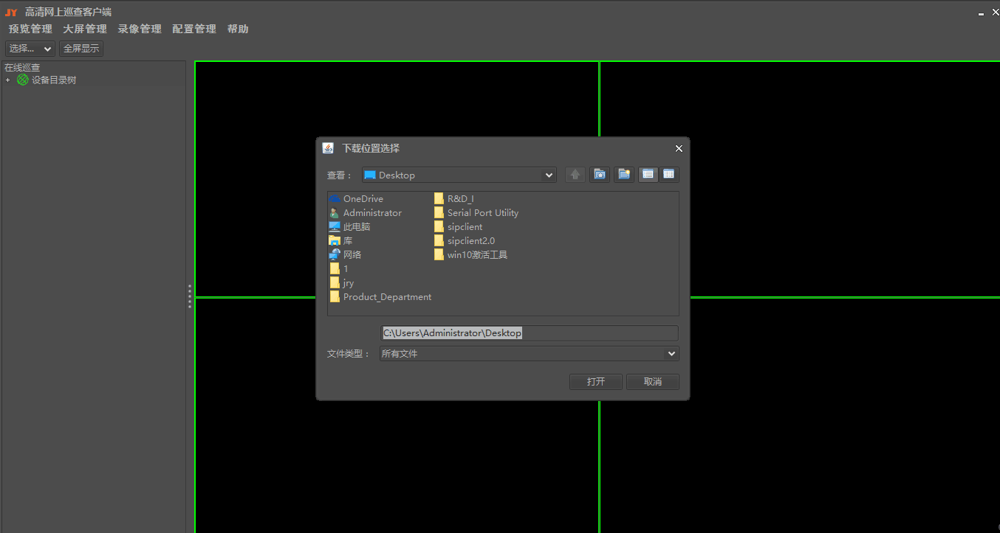 JY 高清网上巡查客户端
预览管理 大屏管理 录像管理 配置管理 帮助
选择... 全屏显示
在线巡查
设备目录树
下载位置选择
查看： Desktop
OneDrive
Administrator
此电脑
库
网络
1
jry
Product_Department
R&D_I
Serial Port Utility
sipclient
sipclient2.0
win10激活工具
C:\Users\Administrator\Desktop
文件类型： 所有文件
打开 取消